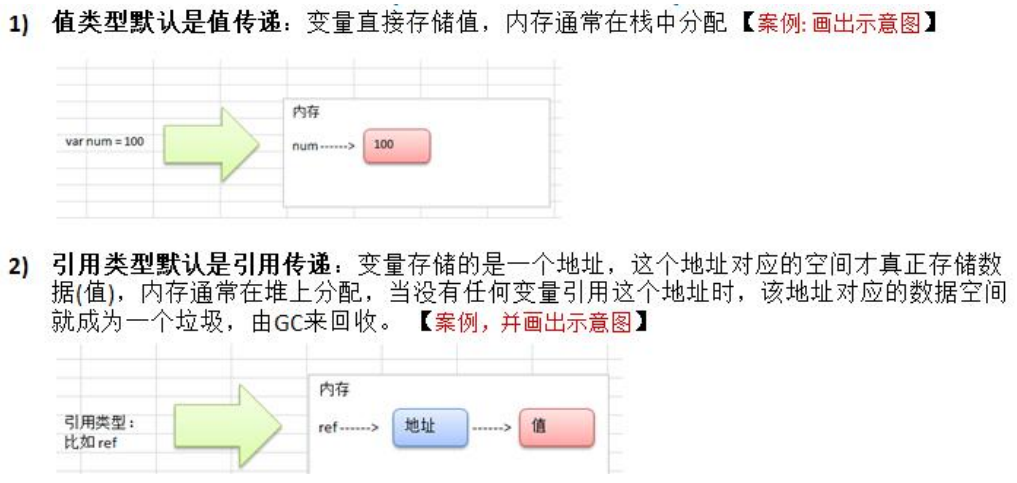 1) 值类型默认是值传递：变量直接存储值，内存通常在栈中分配【案例: 画出示意图】
内存
var num = 100
num------>
100
2) 引用类型默认是引用传递：变量存储的是一个地址，这个地址对应的空间才真正存储数
据(值)，内存通常在堆上分配，当没有任何变量引用这个地址时，该地址对应的数据空间
就成为一个垃圾，由GC来回收。【案例，并画出示意图】
内存
引用类型：
比如 ref
ref------>
地址
------>
值